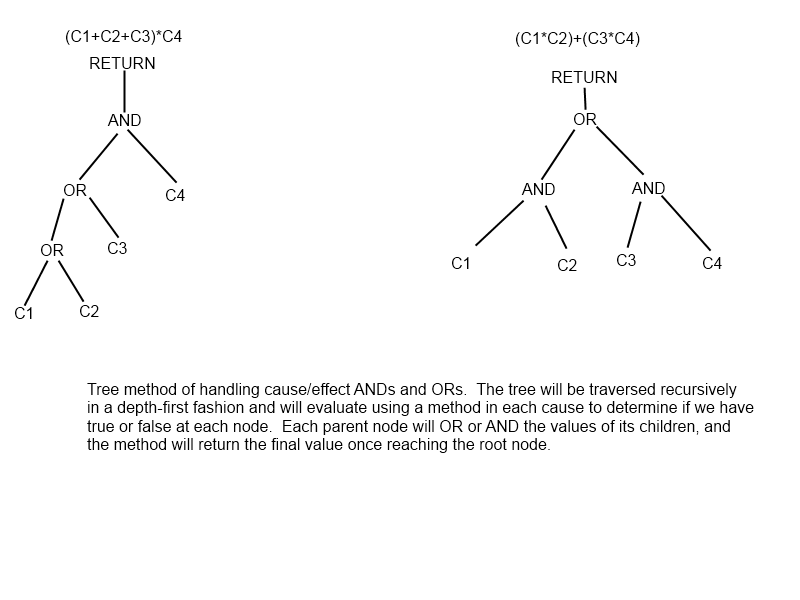 (C1+C2+C3)*C4
RETURN
AND
OR
C4
OR
C3
C1
C2
(C1*C2)+(C3*C4)
RETURN
OR
AND
AND
C1
C2
C3
C4
Tree method of handling cause/effect ANDs and ORs.  The tree will be traversed recursively
in a depth-first fashion and will evaluate using a method in each cause to determine if we have
true or false at each node.  Each parent node will OR or AND the values of its children, and
the method will return the final value once reaching the root node.